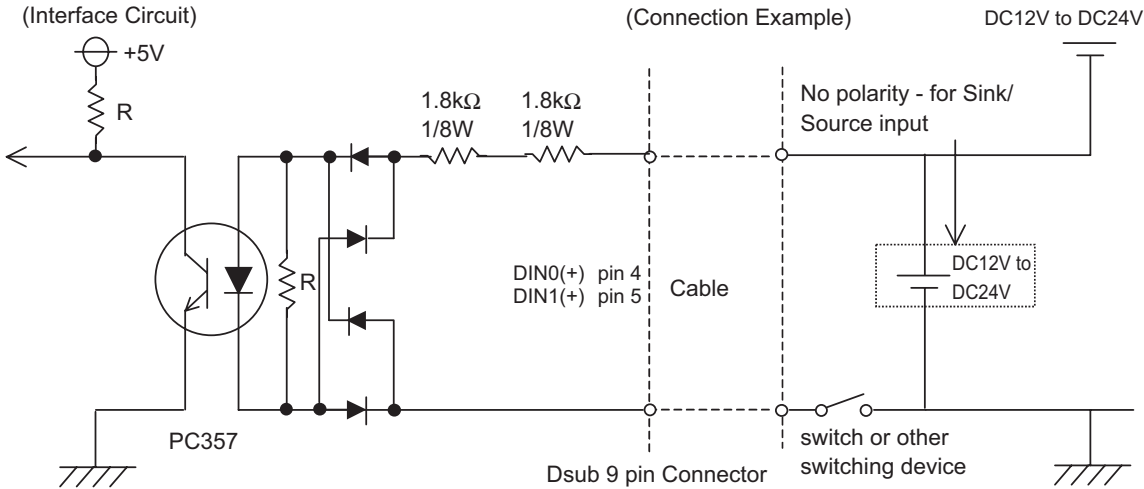 (Interface Circuit)
(Connection Example)
DC12V to DC24V
+5V
R
1.8kΩ
1/8W
1.8kΩ
1/8W
No polarity - for Sink/
Source input
R
DIN0(+) pin 4
DIN1(+) pin 5
Cable
DC12V to
DC24V
PC357
switch or other
switching device
Dsub 9 pin Connector